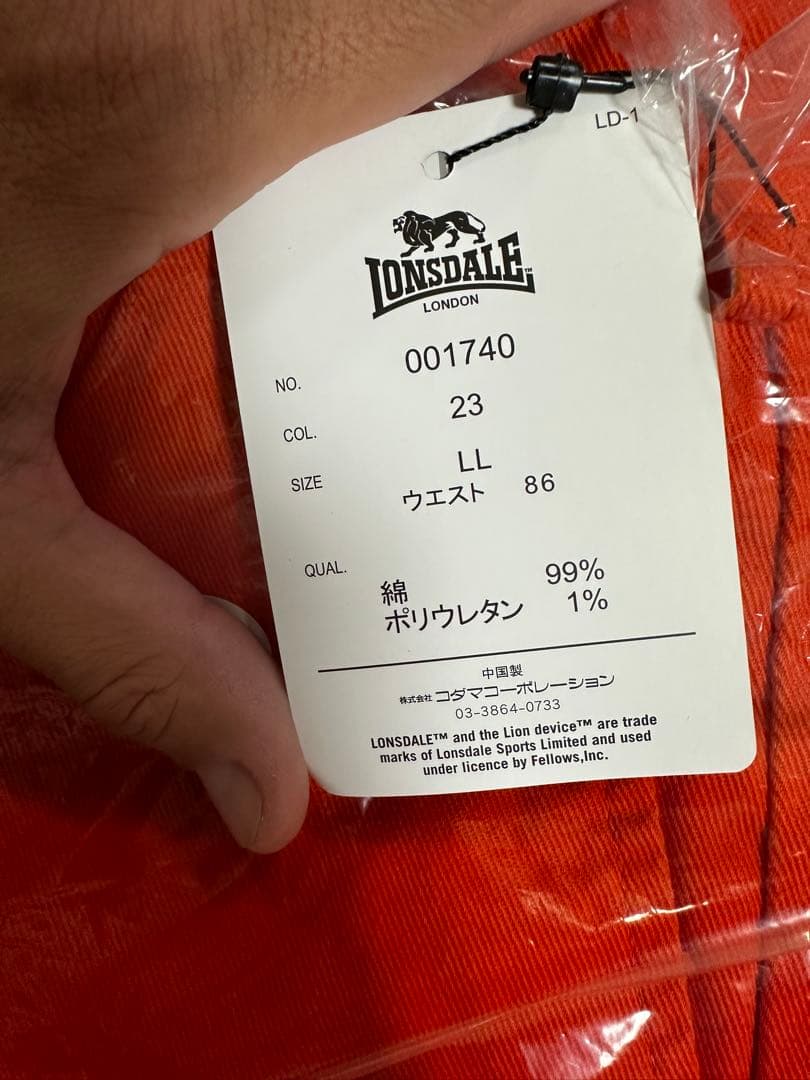 LD-1
LONSDALE™
LONDON
NO. 001740
COL. 23
SIZE LL
ウエスト 86
QUAL. 綿 99%
ポリウレタン 1%
中国製
株式会社 コダマコーポレーション
03-3864-0733
LONSDALE™ and the Lion device™ are trade
marks of Lonsdale Sports Limited and used
under licence by Fellows,Inc.